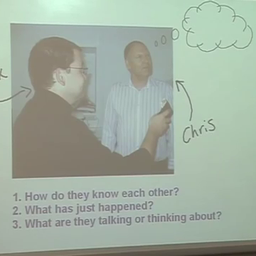 Chris
1. How do they know each other?
2. What has just happened?
3. What are they talking or thinking about?